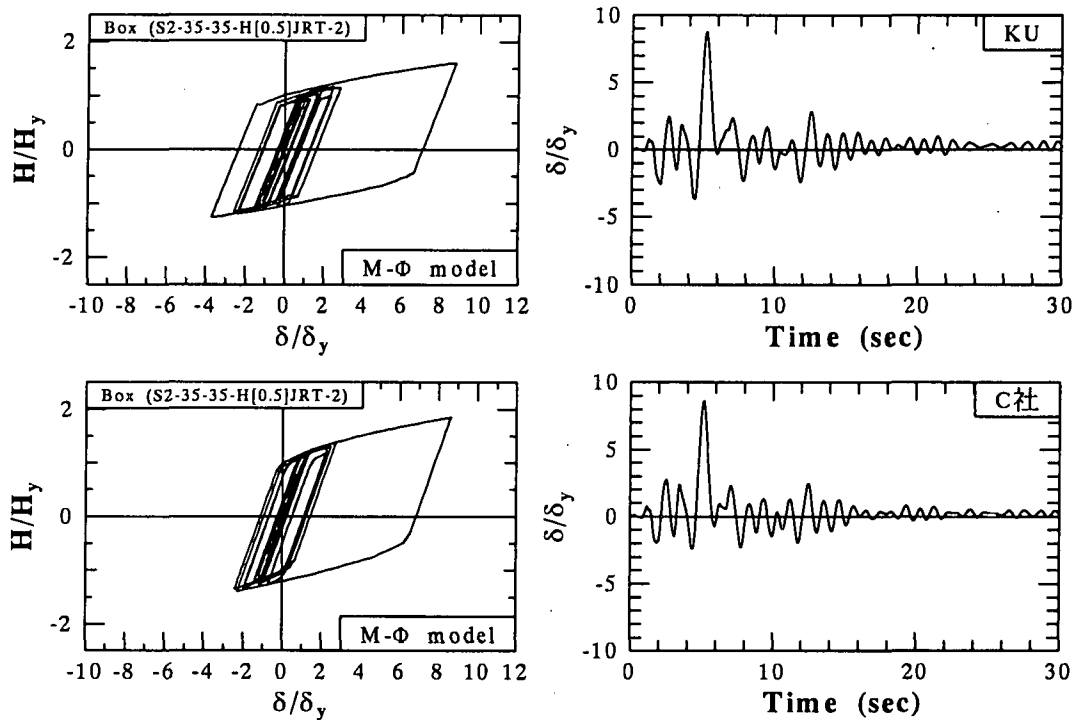 Box (S2-35-35-H[0.5]JRT-2)
2
0
-2
H/Hy
-10 -8 -6 -4 -2 0 2 4 6 8 10 12
δ/δy
M-Φ model
KU
10
5
0
-5
-10
δ/δy
0 10 20 30
Time (sec)
Box (S2-35-35-H[0.5]JRT-2)
2
0
-2
H/Hy
-10 -8 -6 -4 -2 0 2 4 6 8 10 12
δ/δy
M-Φ model
C社
10
5
0
-5
-10
δ/δy
0 10 20 30
Time (sec)